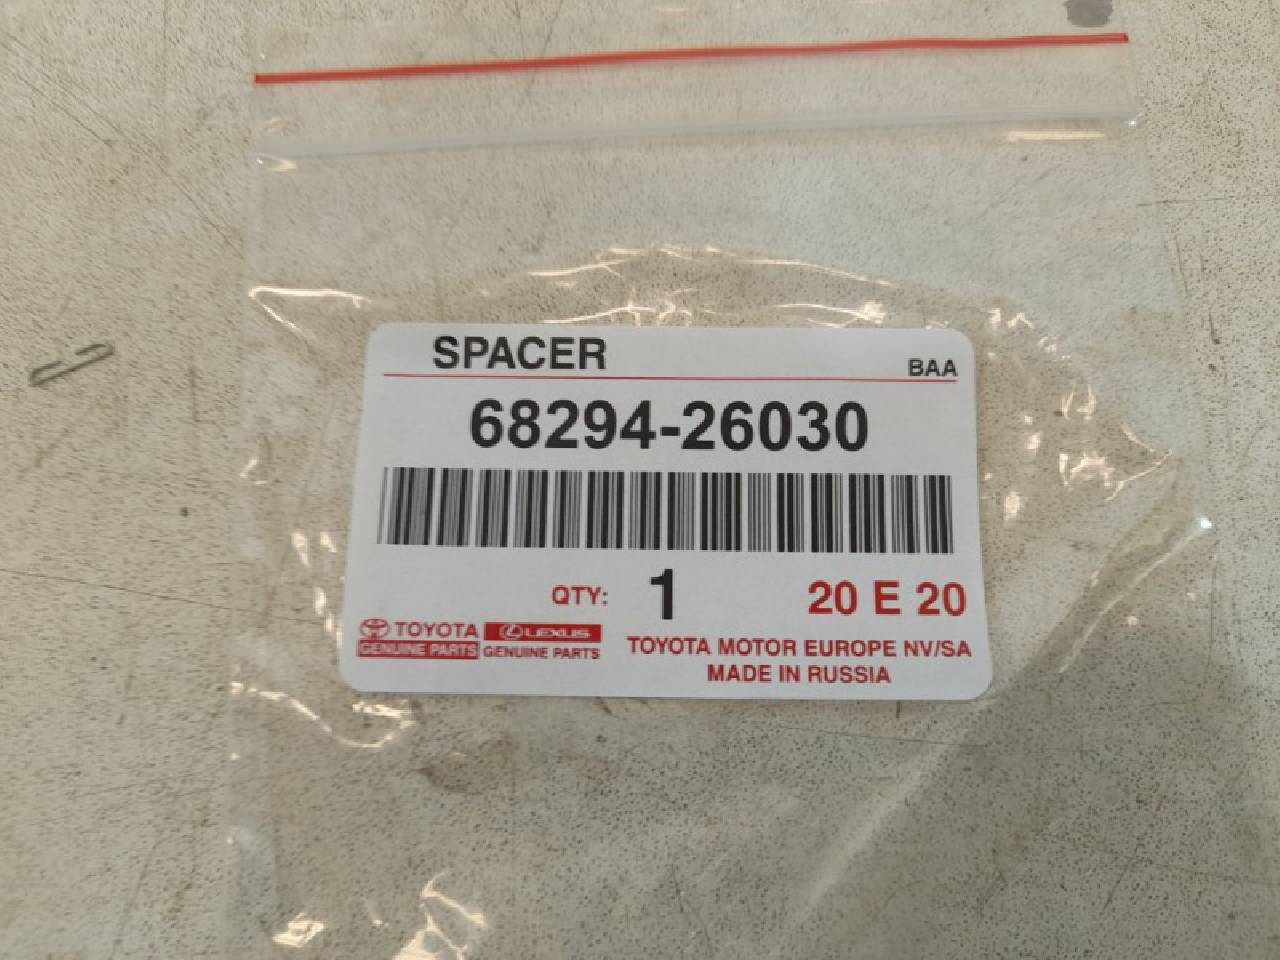 SPACER
BAA
68294-26030
QTY: 1 20 E 20
TOYOTA LEXUS
GENUINE PARTS GENUINE PARTS
TOYOTA MOTOR EUROPE NV/SA
MADE IN RUSSIA